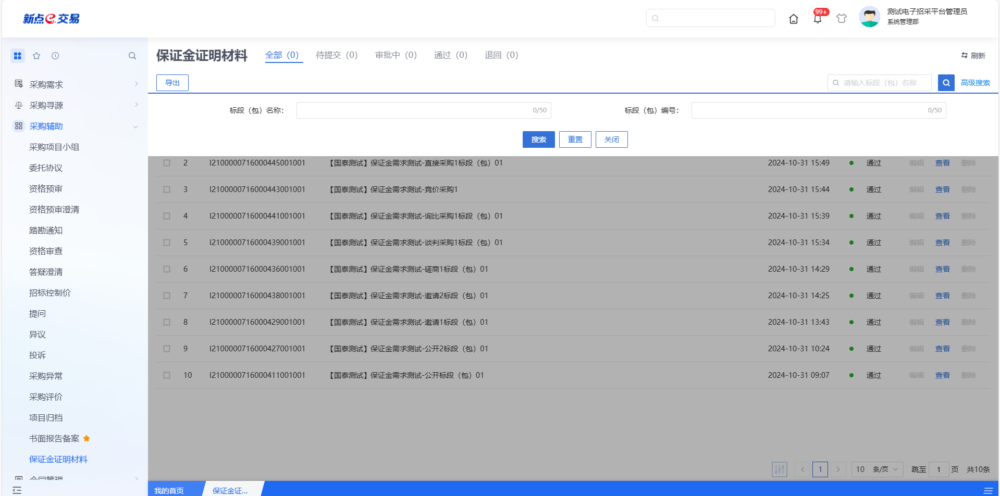 新点e交易
99+
测试电子招采平台管理员
系统管理部
采购需求
采购寻源
采购辅助
采购项目小组
委托协议
资格预审
资格预审澄清
踏勘通知
资格审查
答疑澄清
招标控制价
提问
异议
投诉
采购异常
采购评价
项目归档
书面报告备案
保证金证明材料
合同管理
保证金证明材料 全部（0） 待提交（0） 审批中（0） 通过（0） 退回（0） 刷新
导出 请输入标段（包）名称 高级搜索
标段（包）名称： 0/50 标段（包）编号： 0/50
搜索 重置 关闭
2 I2100000716000445001001 【国泰测试】保证金需求测试-直接采购1标段（包）01 2024-10-31 15:49 通过 编辑 查看 删除
3 I2100000716000443001001 【国泰测试】保证金需求测试-竞价采购1 2024-10-31 15:44 通过 编辑 查看 删除
4 I2100000716000441001001 【国泰测试】保证金需求测试-询比采购1标段（包）01 2024-10-31 15:39 通过 编辑 查看 删除
5 I2100000716000439001001 【国泰测试】保证金需求测试-谈判采购1标段（包）01 2024-10-31 15:34 通过 编辑 查看 删除
6 I2100000716000436001001 【国泰测试】保证金需求测试-磋商1标段（包）01 2024-10-31 14:29 通过 编辑 查看 删除
7 I2100000716000438001001 【国泰测试】保证金需求测试-邀请2标段（包）01 2024-10-31 14:25 通过 编辑 查看 删除
8 I2100000716000429001001 【国泰测试】保证金需求测试-邀请1标段（包）01 2024-10-31 13:43 通过 编辑 查看 删除
9 I2100000716000427001001 【国泰测试】保证金需求测试-公开2标段（包）01 2024-10-31 10:24 通过 编辑 查看 删除
10 I2100000716000411001001 【国泰测试】保证金需求测试-公开标段（包）01 2024-10-31 09:07 通过 编辑 查看 删除
1 10 条/页 跳至 1 页 共10条
我的首页 保证金证...